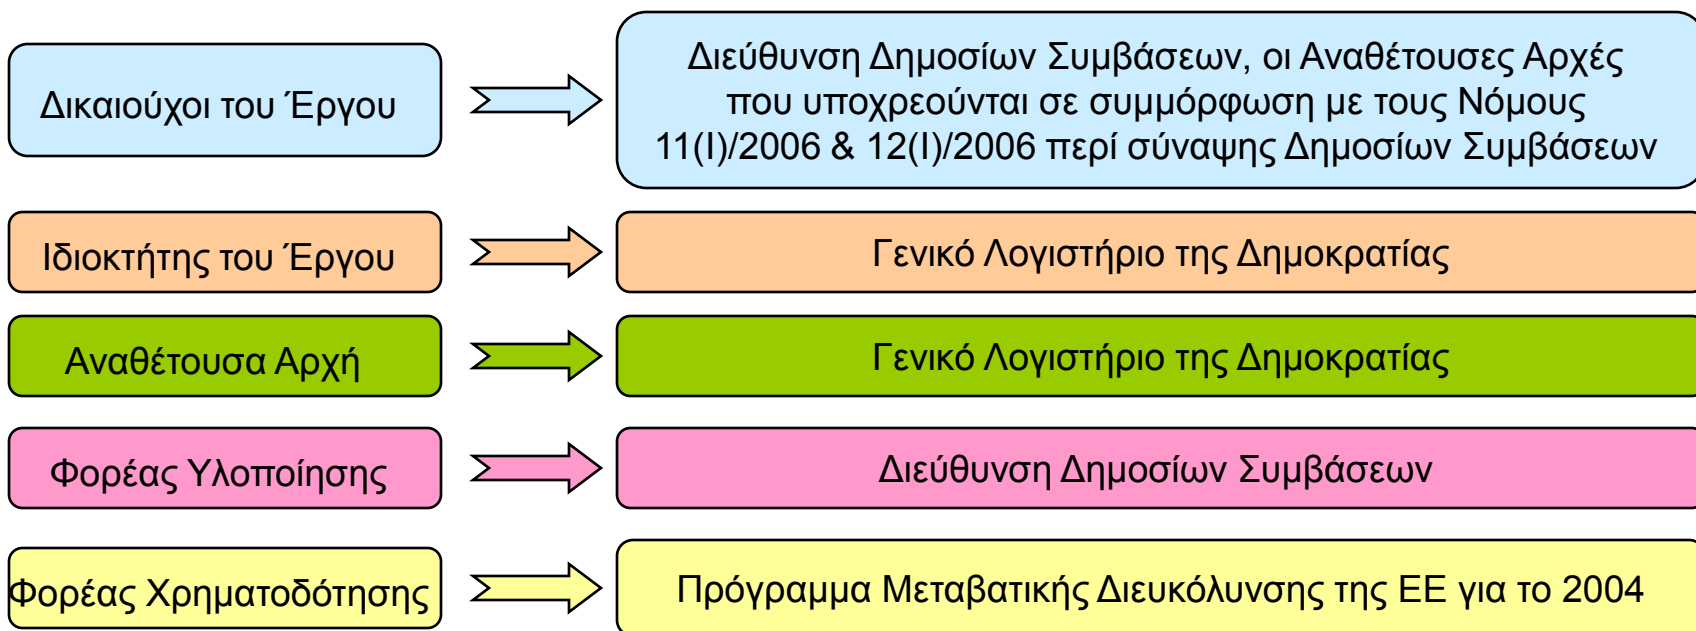 Δικαιούχοι του Έργου
Διεύθυνση Δημοσίων Συμβάσεων, οι Αναθέτουσες Αρχές
που υποχρεούνται σε συμμόρφωση με τους Νόμους
11(Ι)/2006 & 12(Ι)/2006 περί σύναψης Δημοσίων Συμβάσεων
Ιδιοκτήτης του Έργου
Γενικό Λογιστήριο της Δημοκρατίας
Αναθέτουσα Αρχή
Γενικό Λογιστήριο της Δημοκρατίας
Φορέας Υλοποίησης
Διεύθυνση Δημοσίων Συμβάσεων
Φορέας Χρηματοδότησης
Πρόγραμμα Μεταβατικής Διευκόλυνσης της ΕΕ για το 2004